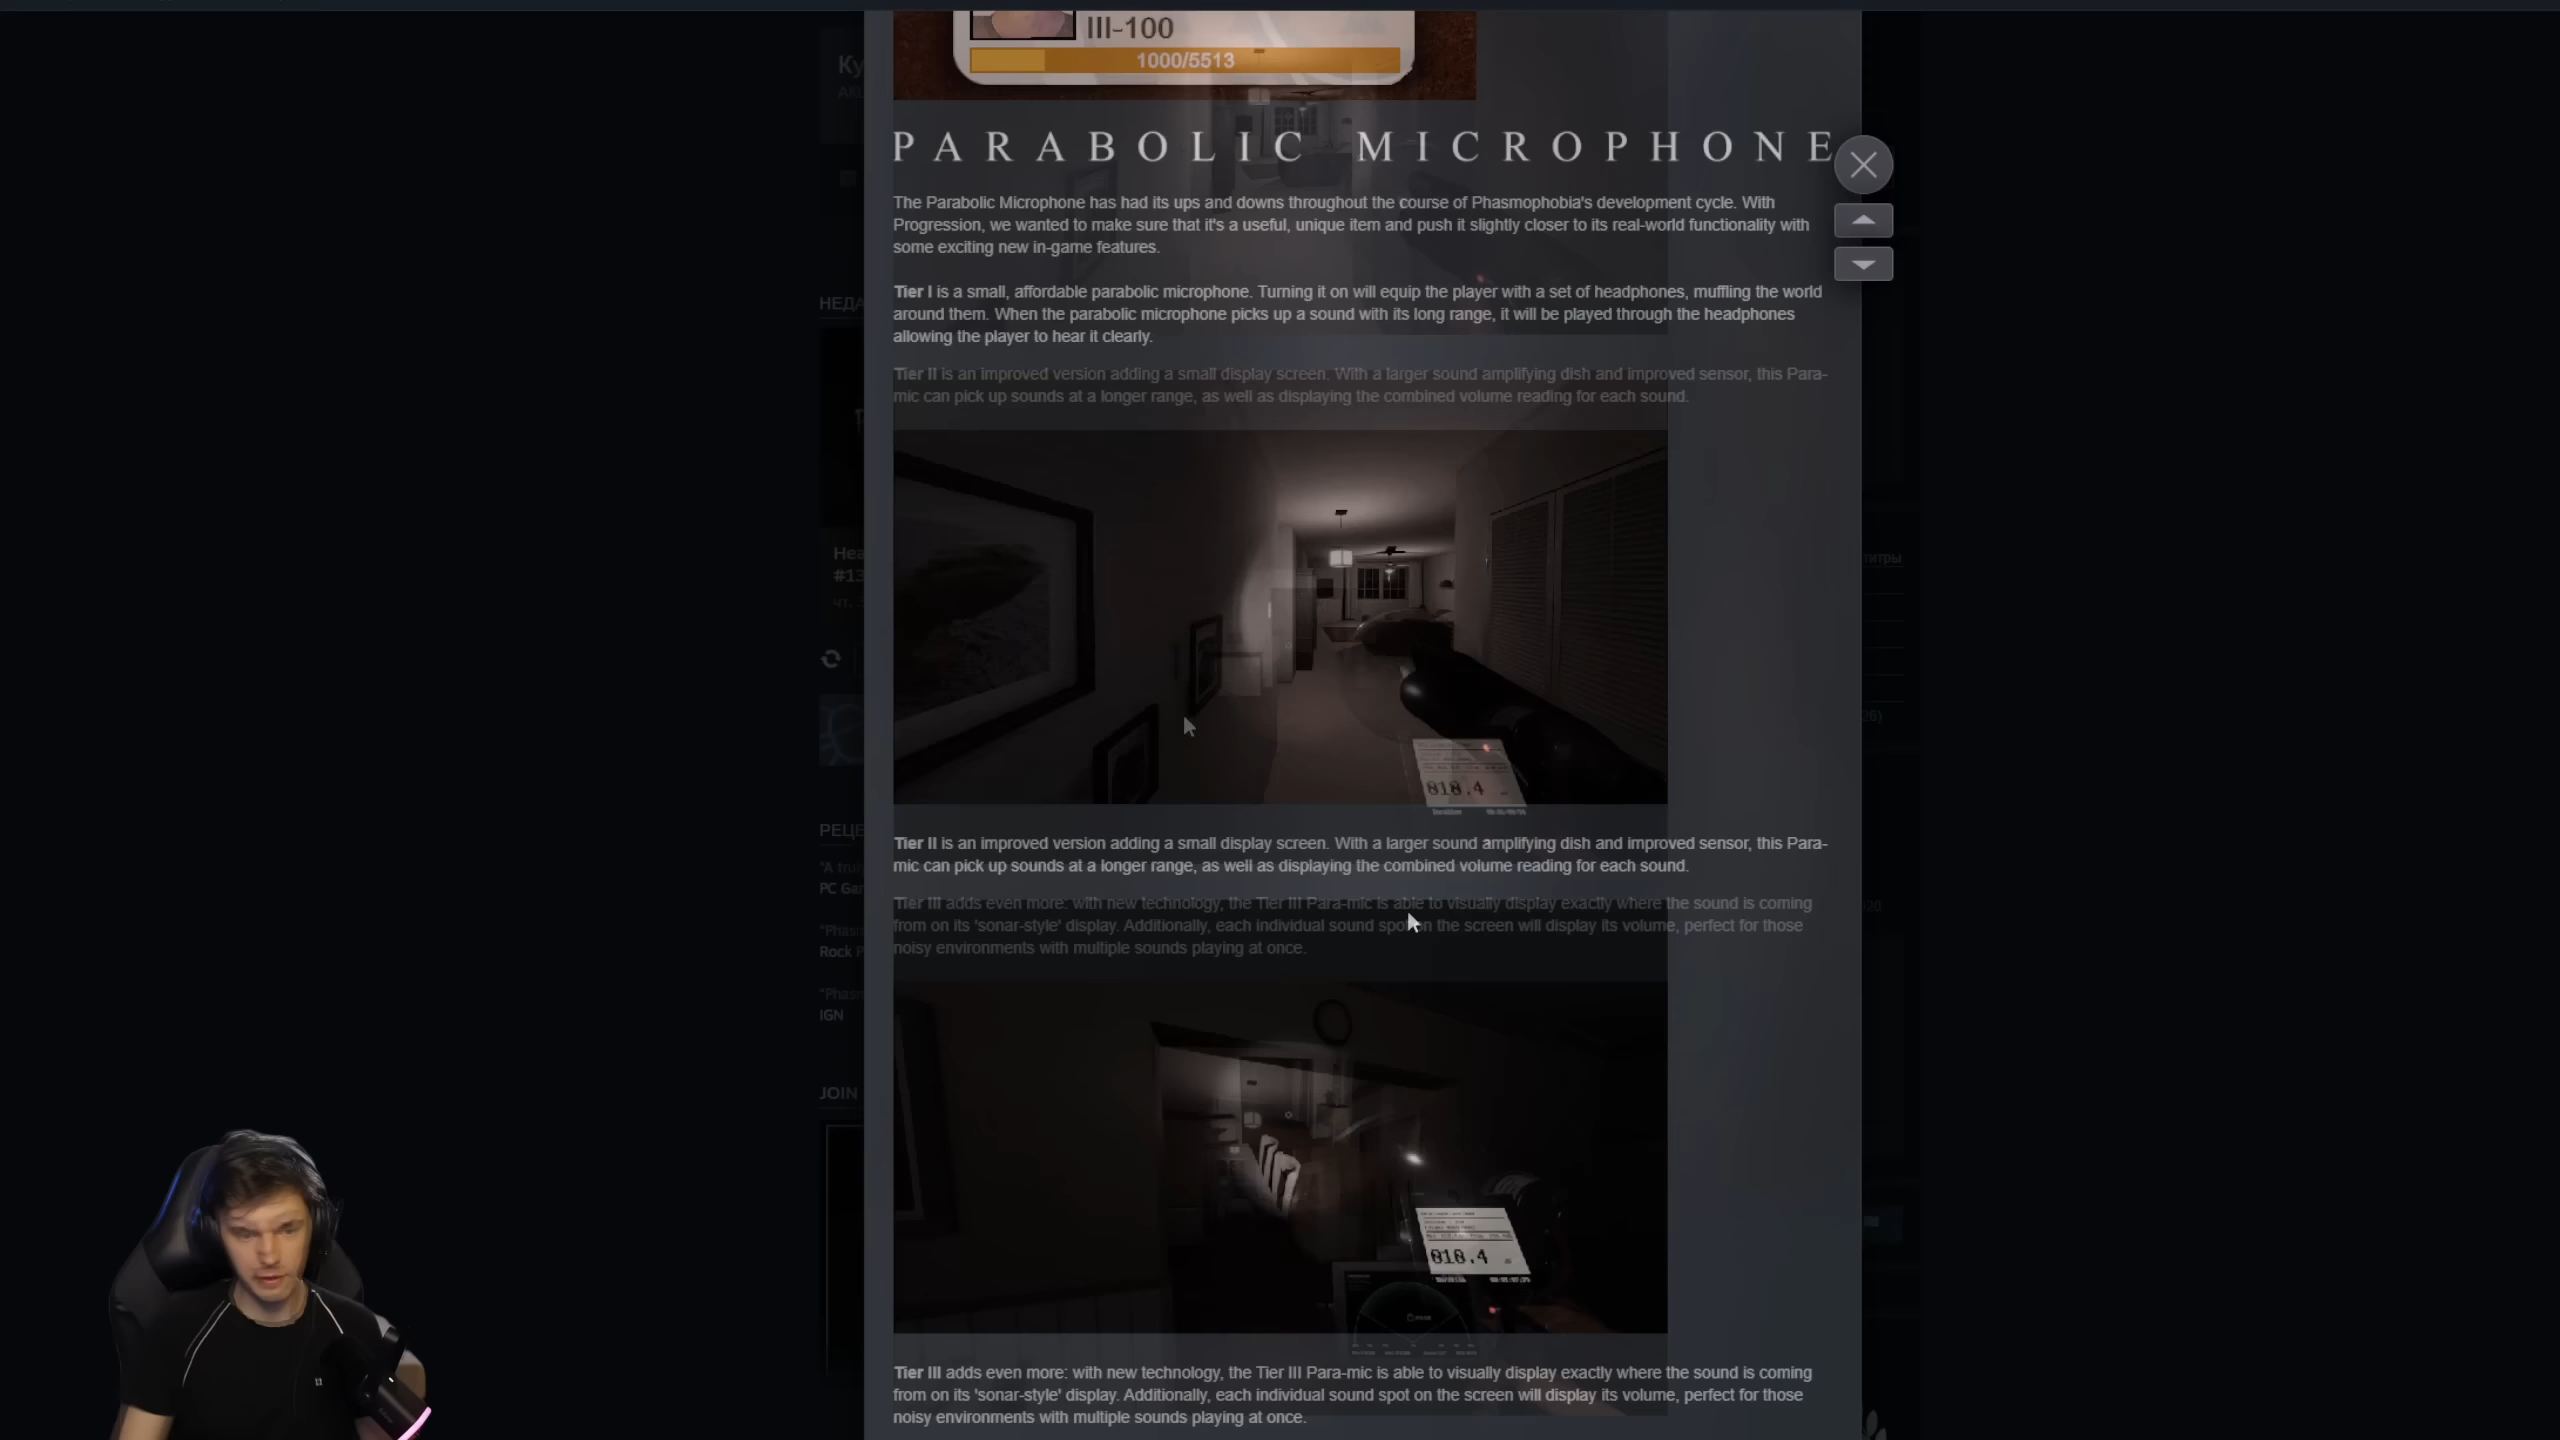 III-100
1000/5513
Ку
PARABOLIC MICROPHONE
The Parabolic Microphone has had its ups and downs throughout the course of Phasmophobia's development cycle. With
Progression, we wanted to make sure that it's a useful, unique item and push it slightly closer to its real-world functionality with
some exciting new in-game features.
НЕДА
Tier I is a small, affordable parabolic microphone. Turning it on will equip the player with a set of headphones, muffling the world
around them. When the parabolic microphone picks up a sound with its long range, it will be played through the headphones
allowing the player to hear it clearly.
Tier II is an improved version adding a small display screen. With a larger sound amplifying dish and improved sensor, this Para-
mic can pick up sounds at a longer range, as well as displaying the combined volume reading for each sound.
Hea
#13
чт,
титры
26)
010.4
РЕЦЕ
Tier II is an improved version adding a small display screen. With a larger sound amplifying dish and improved sensor, this Para-
mic can pick up sounds at a longer range, as well as displaying the combined volume reading for each sound.
"A trul
PC Gar
Tier III adds even more: with new technology, the Tier III Para-mic is able to visually display exactly where the sound is coming
from on its 'sonar-style' display. Additionally, each individual sound spot on the screen will display its volume, perfect for those
noisy environments with multiple sounds playing at once.
"Phasm
Rock P
"Phasm
IGN
JOIN
010.4
Tier III adds even more: with new technology, the Tier III Para-mic is able to visually display exactly where the sound is coming
from on its 'sonar-style' display. Additionally, each individual sound spot on the screen will display its volume, perfect for those
noisy environments with multiple sounds playing at once.